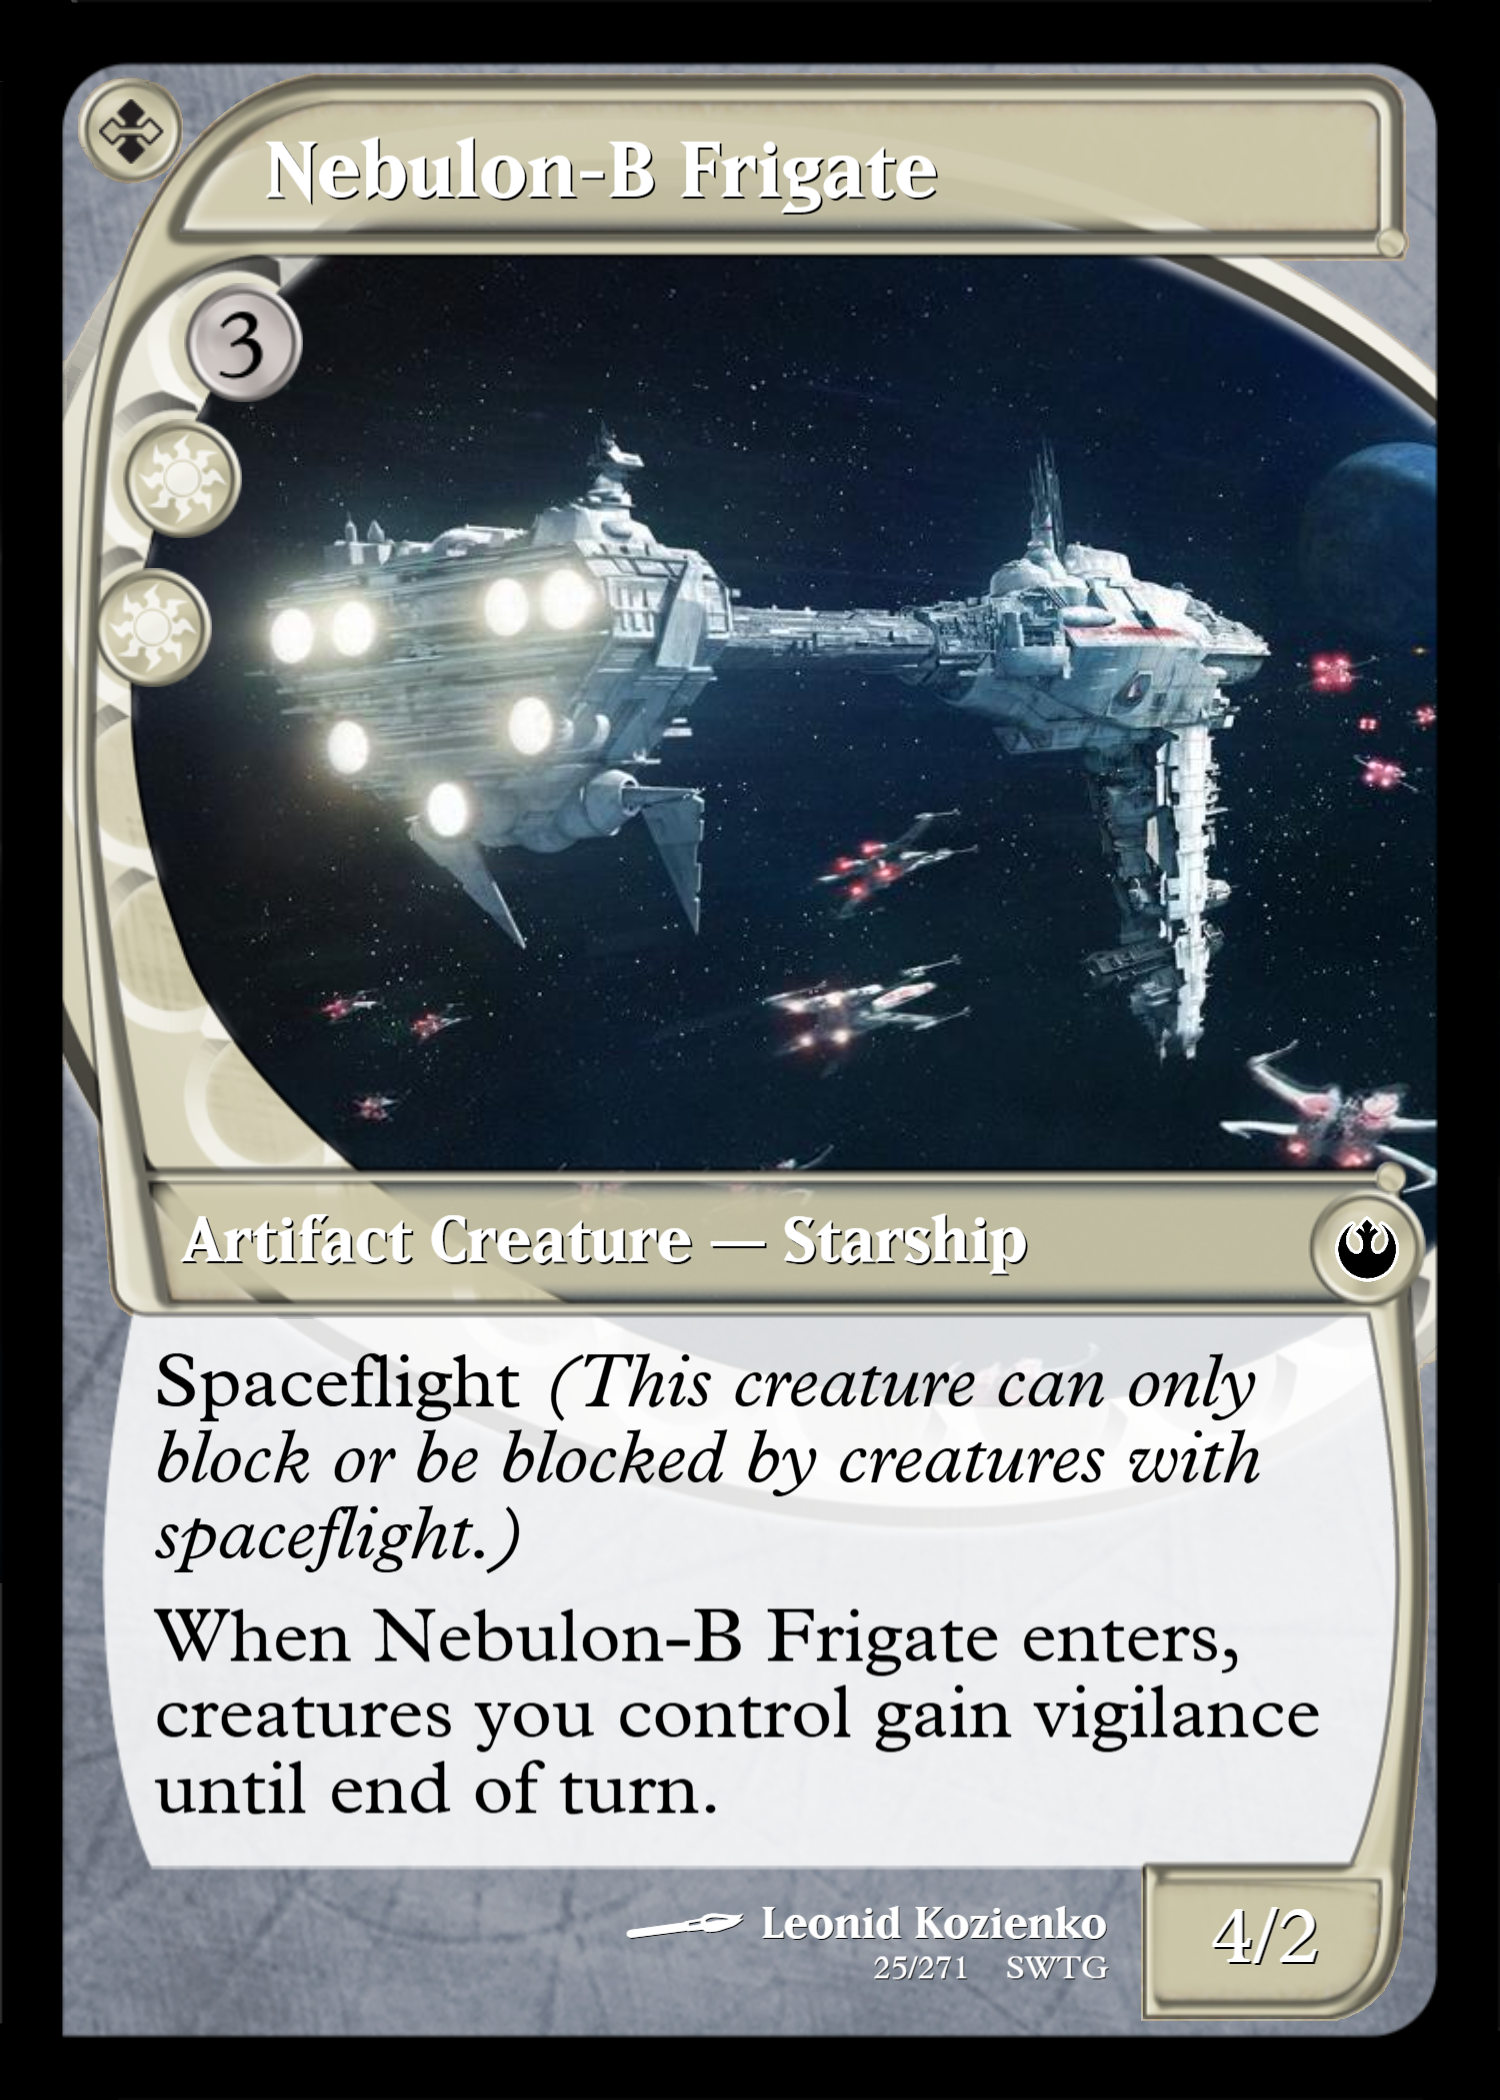 Nebulon-B Frigate
3
Artifact Creature — Starship
Spaceflight (This creature can only
block or be blocked by creatures with
spaceflight.)
When Nebulon-B Frigate enters,
creatures you control gain vigilance
until end of turn.
Leonid Kozienko
25/271 SWTG
4/2